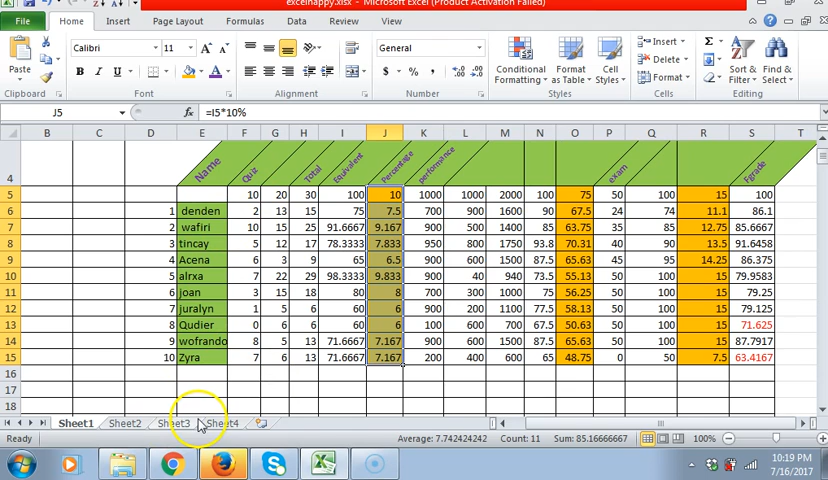 excelhappy.xlsx - Microsoft Excel (Product Activation Failed)
File Home Insert Page Layout Formulas Data Review View
Calibri 11 General
Paste B I U A $ % , Conditional Formatting Format as Table Cell Styles Insert Delete Format Sort & Filter Find & Select
Clipboard Font Alignment Number Styles Cells Editing
J5 fx =I5*10%
B C D E F G H I J K L M N O P Q R S T
4 Name Quiz Total Equivalent Percentage performance exam Fgrade
5 10 20 30 100 10 1000 1000 2000 100 75 50 100 15 100
6 1 denden 2 13 15 75 7.5 700 900 1600 90 67.5 24 74 11.1 86.1
7 2 wafiri 10 15 25 91.6667 9.167 900 500 1400 85 63.75 35 85 12.75 85.6667
8 3 tincay 5 12 17 78.3333 7.833 950 800 1750 93.8 70.31 40 90 13.5 91.6458
9 4 Acena 6 3 9 65 6.5 900 600 1500 87.5 65.63 45 95 14.25 86.375
10 5 alrxa 7 22 29 98.3333 9.833 900 40 940 73.5 55.13 50 100 15 79.9583
11 6 joan 3 15 18 80 8 700 300 1000 75 56.25 50 100 15 79.25
12 7 juralyn 1 5 6 60 6 900 200 1100 77.5 58.13 50 100 15 79.125
13 8 Qudier 0 6 6 60 6 100 600 700 67.5 50.63 50 100 15 71.625
14 9 wofrando 8 5 13 71.6667 7.167 900 600 1500 87.5 65.63 50 100 15 87.7917
15 10 Zyra 7 6 13 71.6667 7.167 200 400 600 65 48.75 0 50 7.5 63.4167
16
17
18
Sheet1 Sheet2 Sheet3 Sheet4
Ready Average: 7.742424242 Count: 11 Sum: 85.16666667 100%
10:19 PM
7/16/2017